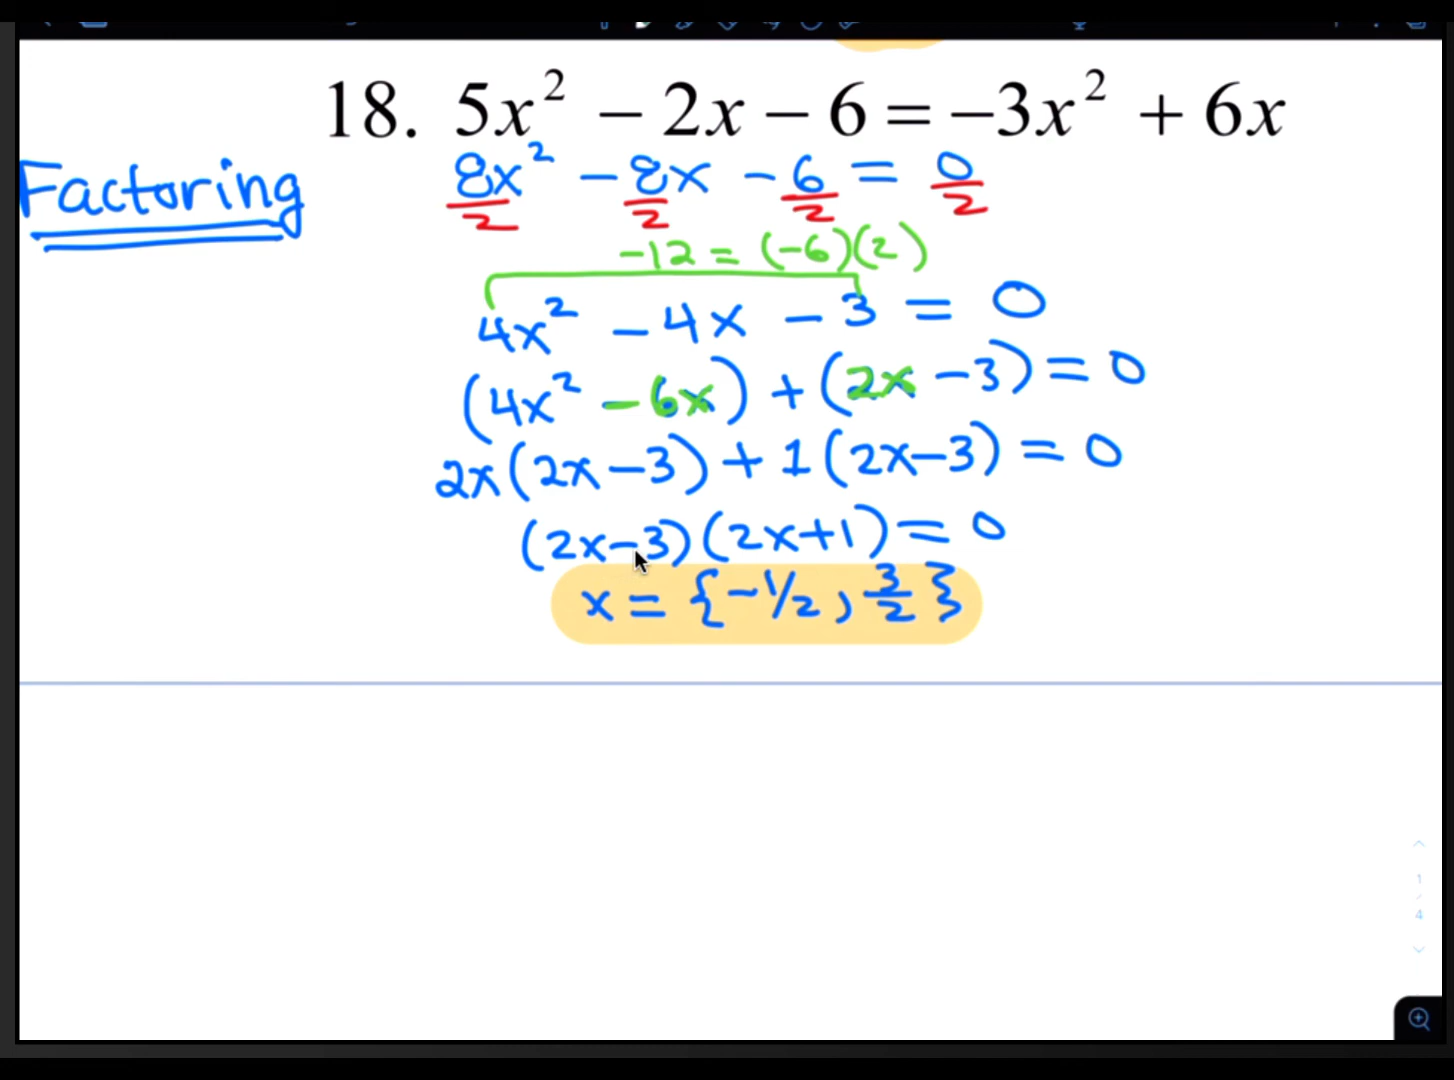 18. 5x² − 2x − 6 = −3x² + 6x
Factoring
8x²/2 − 8x/2 − 6/2 = 0/2
−12 = (−6)(2)
4x² − 4x − 3 = 0
(4x² − 6x) + (2x − 3) = 0
2x(2x − 3) + 1(2x − 3) = 0
(2x − 3)(2x + 1) = 0
x = {−1/2, 3/2}
1
/
4